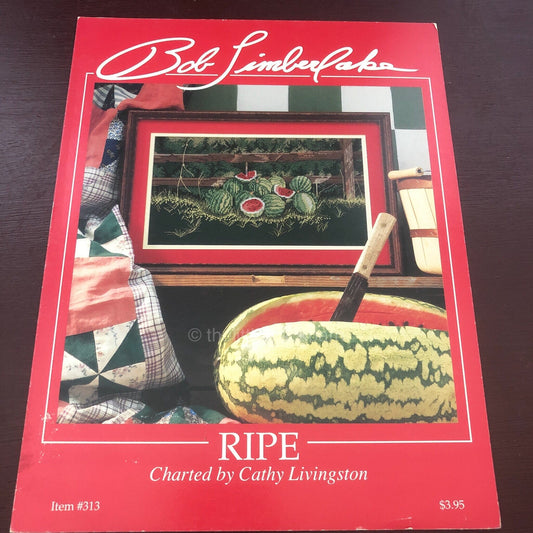 Bob Timberlake
RIPE
Charted by Cathy Livingston
Item #313
$3.95